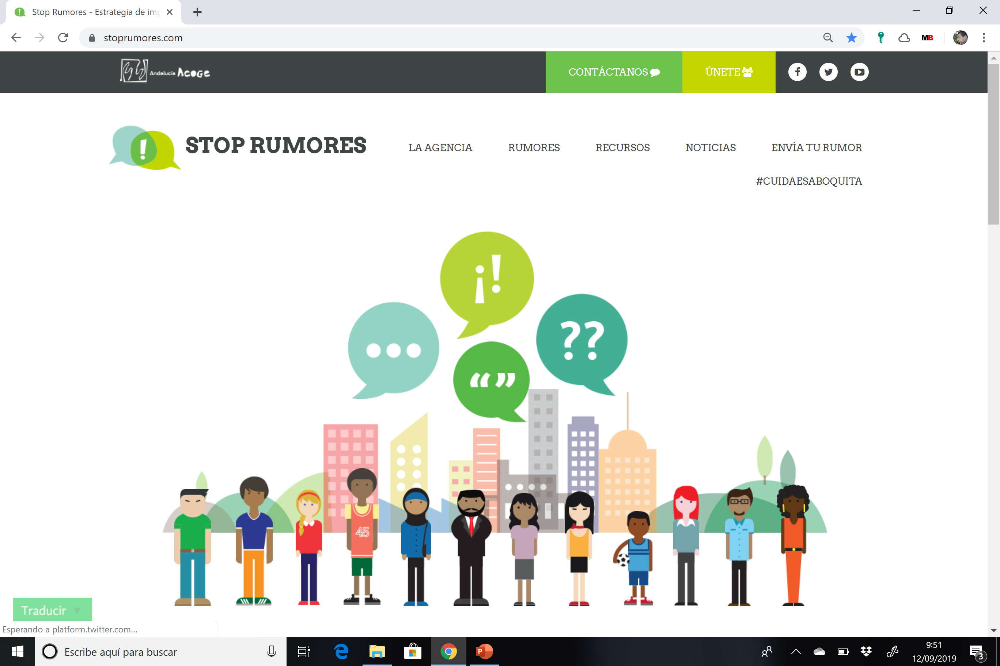 Stop Rumores - Estrategia de imp
stoprumores.com
MB
Andalucía Acoge
CONTÁCTANOS
ÚNETE
STOP RUMORES
LA AGENCIA
RUMORES
RECURSOS
NOTICIAS
ENVÍA TU RUMOR
#CUIDAESABOQUITA
¡!
...
??
“ ”
45
Traducir
Esperando a platform.twitter.com...
Escribe aquí para buscar
9:51
12/09/2019
3